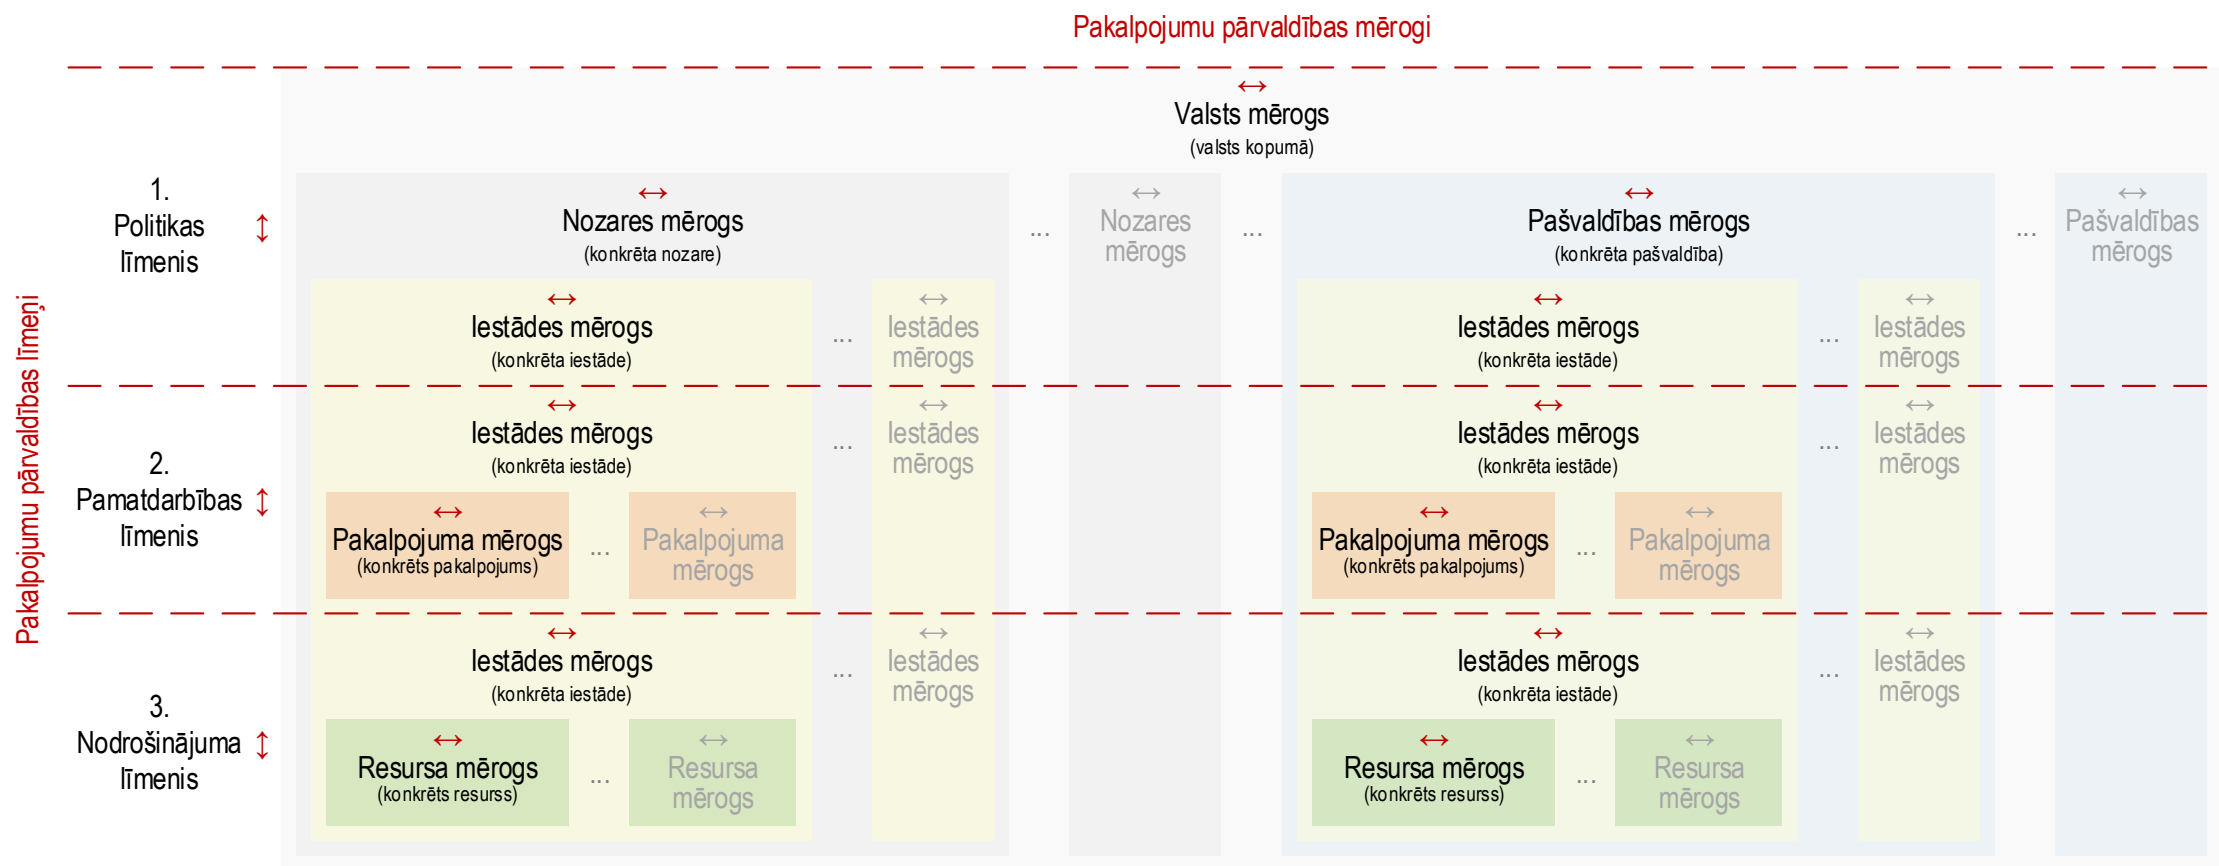 Pakalpojumu pārvaldības mērogi
Pakalpojumu pārvaldības līmeņi
Valsts mērogs
(valsts kopumā)
1.
Politikas
līmenis
Nozares mērogs
(konkrēta nozare)
...
Nozares
mērogs
...
Pašvaldības mērogs
(konkrēta pašvaldība)
...
Pašvaldības
mērogs
Iestādes mērogs
(konkrēta iestāde)
...
Iestādes
mērogs
Iestādes mērogs
(konkrēta iestāde)
...
Iestādes
mērogs
2.
Pamatdarbības
līmenis
Iestādes mērogs
(konkrēta iestāde)
...
Iestādes
mērogs
Iestādes mērogs
(konkrēta iestāde)
...
Iestādes
mērogs
Pakalpojuma mērogs
(konkrēts pakalpojums)
...
Pakalpojuma
mērogs
Pakalpojuma mērogs
(konkrēts pakalpojums)
...
Pakalpojuma
mērogs
3.
Nodrošinājuma
līmenis
Iestādes mērogs
(konkrēta iestāde)
...
Iestādes
mērogs
Iestādes mērogs
(konkrēta iestāde)
...
Iestādes
mērogs
Resursa mērogs
(konkrēts resurss)
...
Resursa
mērogs
Resursa mērogs
(konkrēts resurss)
...
Resursa
mērogs